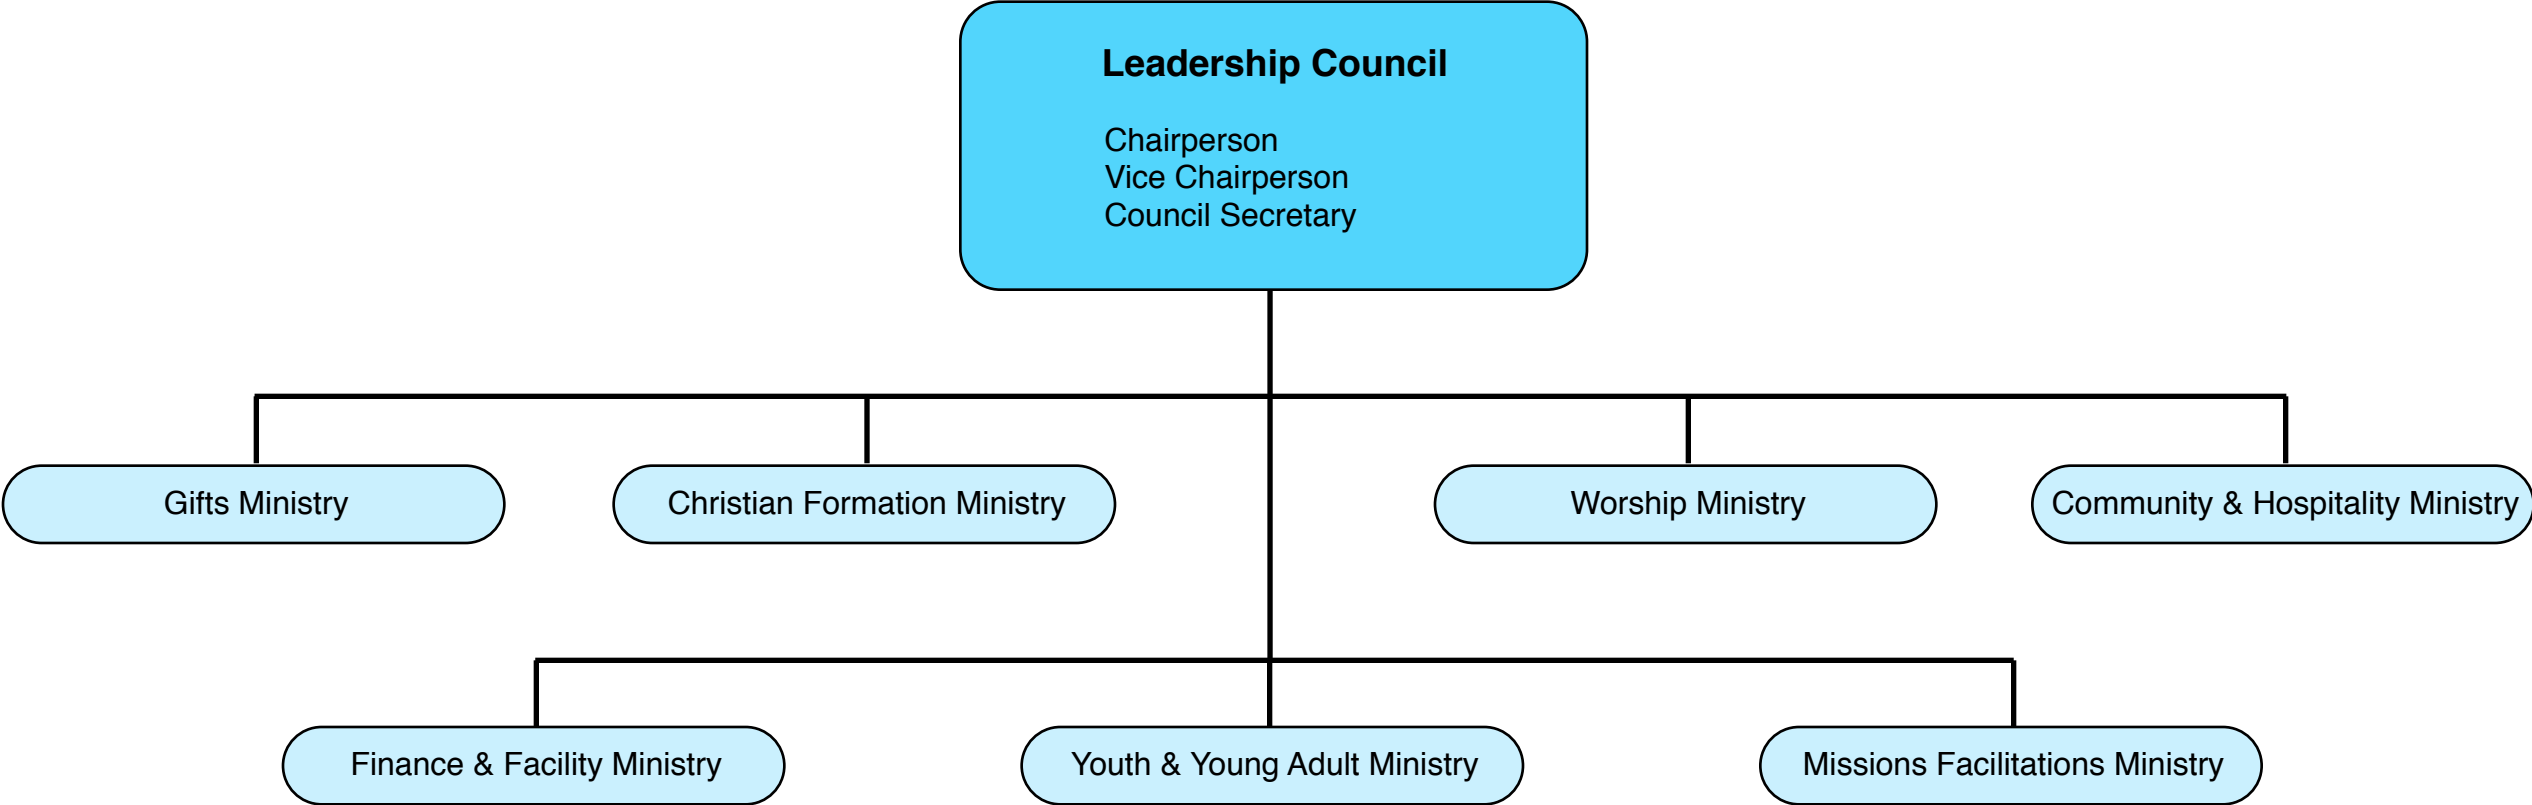 Leadership Council
Chairperson
Vice Chairperson
Council Secretary
Gifts Ministry
Christian Formation Ministry
Worship Ministry
Community & Hospitality Ministry
Finance & Facility Ministry
Youth & Young Adult Ministry
Missions Facilitations Ministry